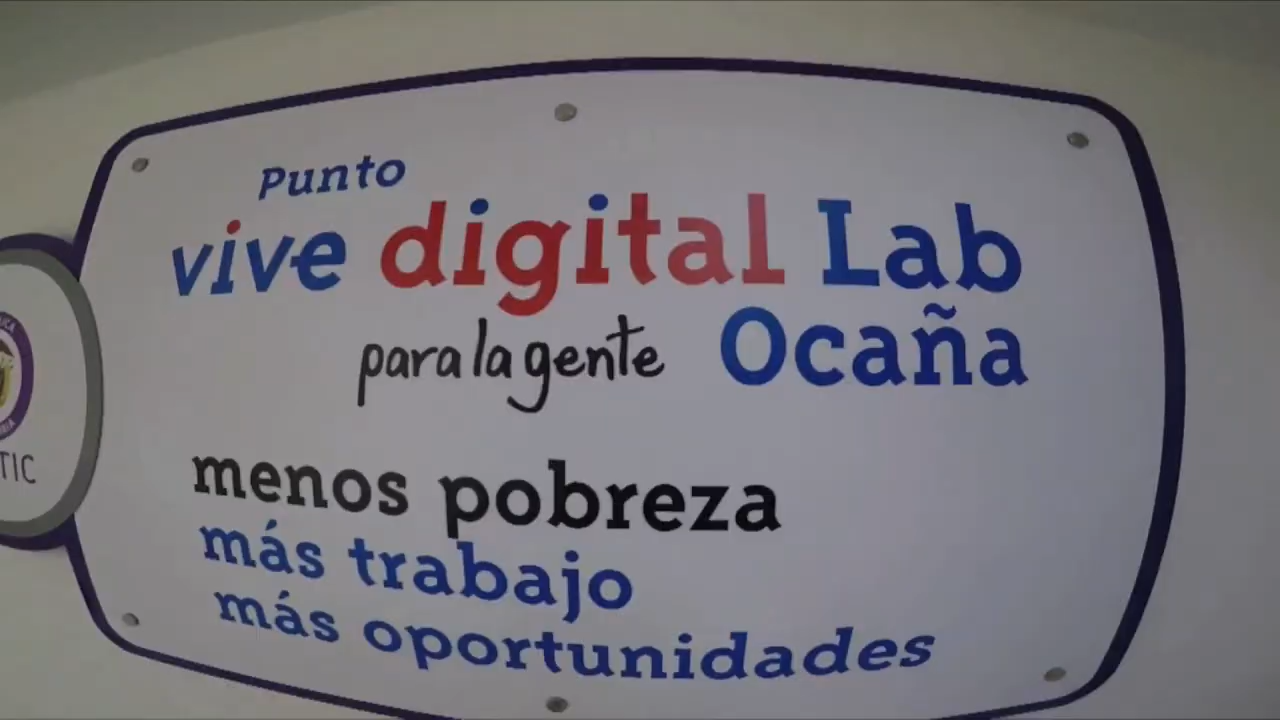 Punto
vive digital Lab
para la gente Ocaña
menos pobreza
más trabajo
más oportunidades
TIC